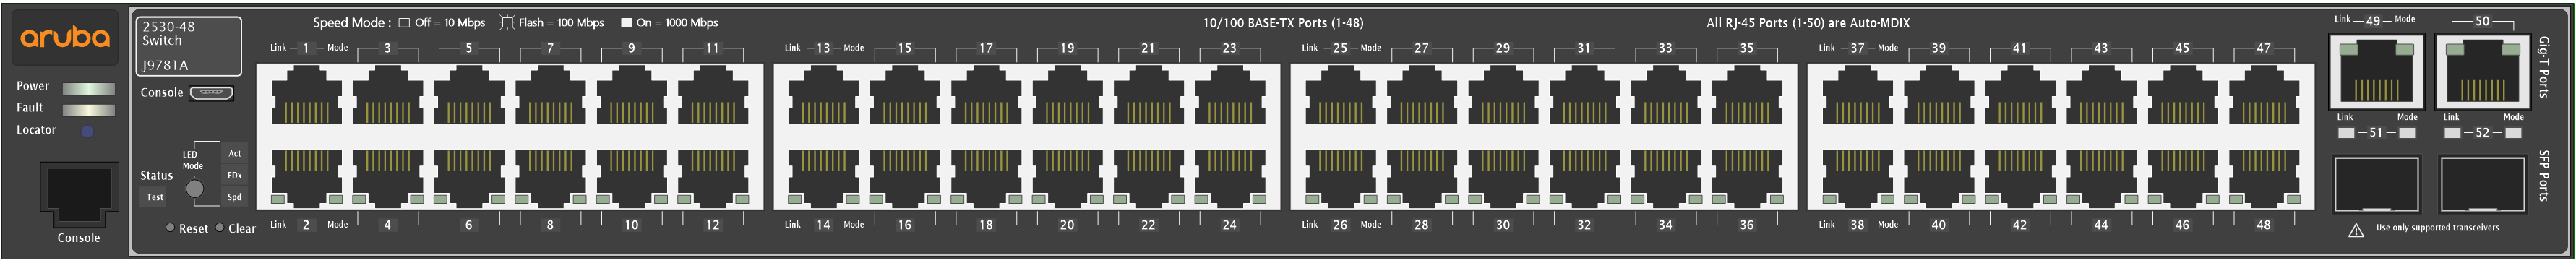 aruba
2530-48
Switch
J9781A
Speed Mode : Off = 10 Mbps Flash = 100 Mbps On = 1000 Mbps
10/100 BASE-TX Ports (1-48)
All RJ-45 Ports (1-50) are Auto-MDIX
Link 49 Mode 50
Link 1 Mode 3 5 7 9 11
Link 13 Mode 15 17 19 21 23
Link 25 Mode 27 29 31 33 35
Link 37 Mode 39 41 43 45 47
Gig-T Ports
Power
Fault
Locator
Console
Link Mode Link Mode
51 52
LED
Mode
Act
FDx
Spd
Status
Test
SFP Ports
Reset Clear
Console
Link 2 Mode 4 6 8 10 12
Link 14 Mode 16 18 20 22 24
Link 26 Mode 28 30 32 34 36
Link 38 Mode 40 42 44 46 48
Use only supported transceivers